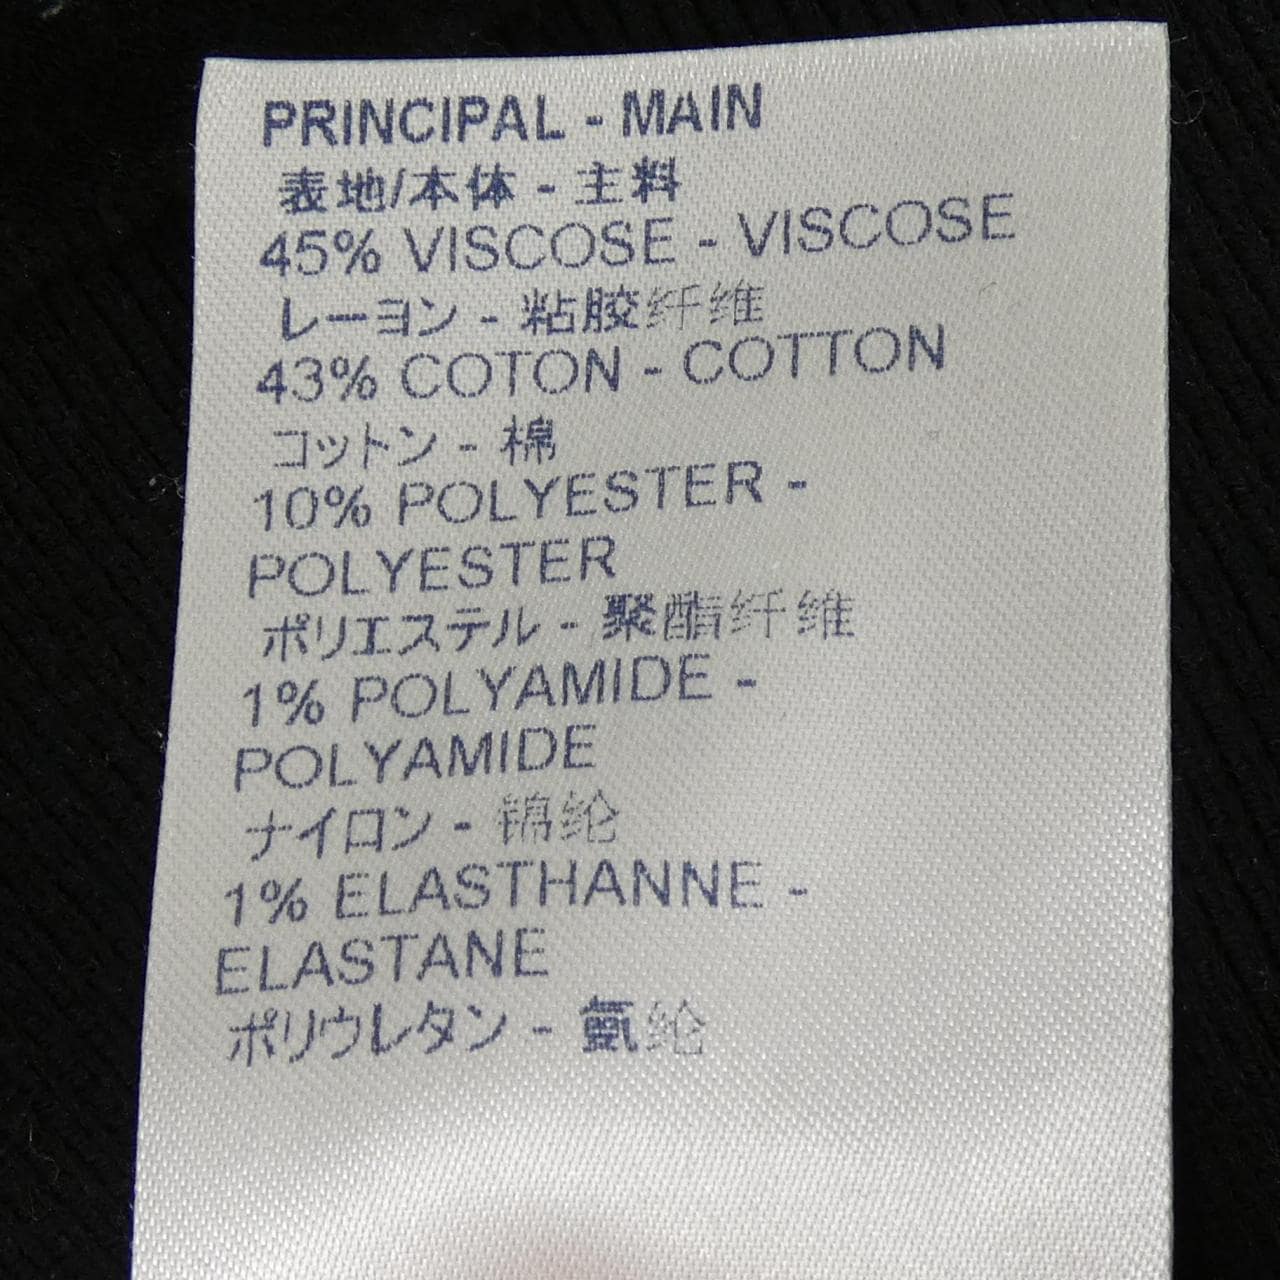 PRINCIPAL - MAIN
表地/本体 - 主料
45% VISCOSE - VISCOSE
レーヨン - 粘胶纤维
43% COTON - COTTON
コットン - 棉
10% POLYESTER -
POLYESTER
ポリエステル - 聚酯纤维
1% POLYAMIDE -
POLYAMIDE
ナイロン - 锦纶
1% ELASTHANNE -
ELASTANE
ポリウレタン - 氨纶